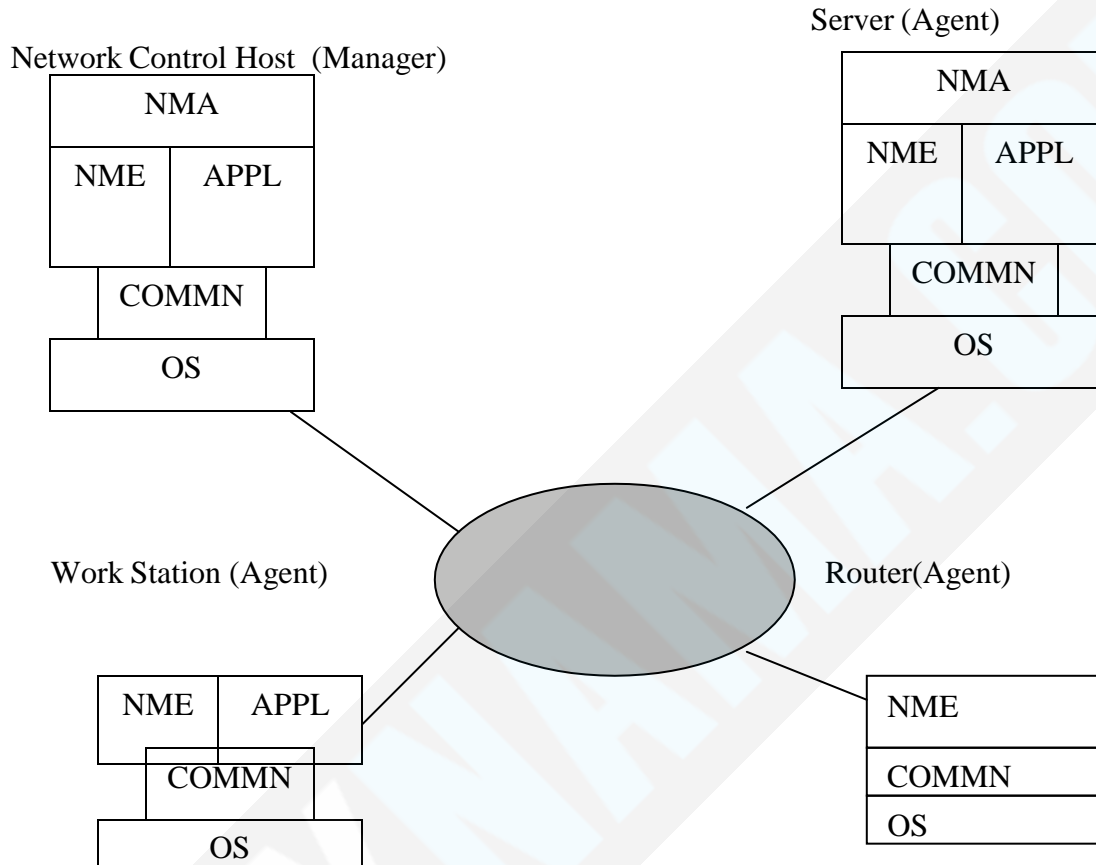 Server (Agent)
Network Control Host  (Manager)
NMA
NME
APPL
COMMN
OS
NMA
NME
APPL
COMMN
OS
Work Station (Agent)
Router(Agent)
NME
APPL
COMMN
OS
NME
COMMN
OS